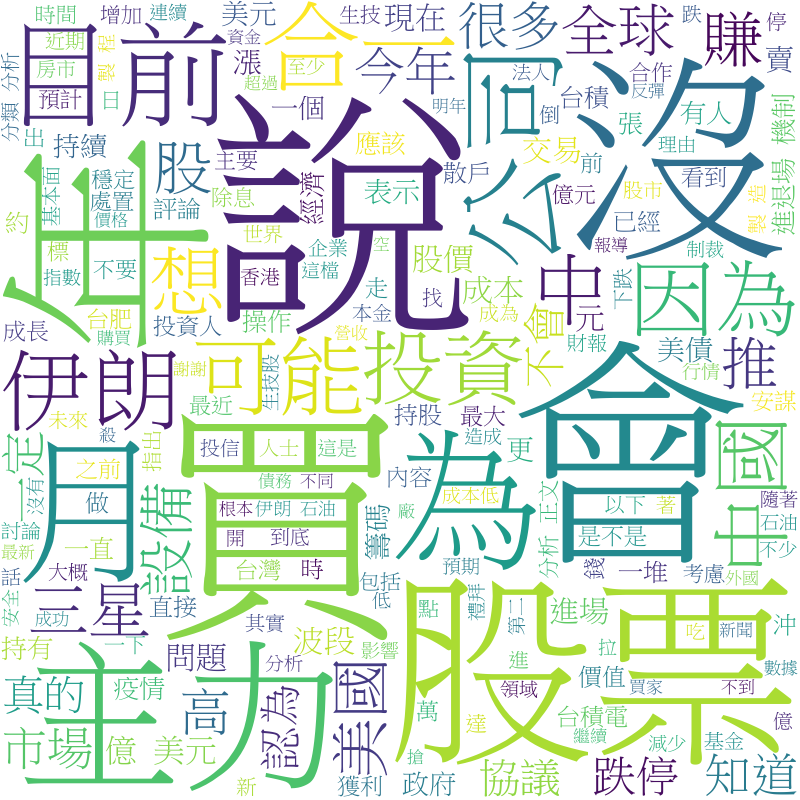 時間
增加
連續
美元
生技
現在
跌
停
近期
製
程
資金
很多
全球
賺
分析
目前
合一
房市
日
至少
超過
漲
今年
法人
合作
反彈
賣
分類
預計
一個
明年
台積
倒
有人
機制
說
公司
沒
出
持續
股
主要
應該
張
交易
前
理由
看到
進退場
基本面
穩定
處置
評論
除息
經濟
表示
散戶
億元
股市
已經
製造
約
年
價格
世界
標
不要
想
企業
空
股價
中
報導
制裁
因為
指數
香港
這檔
走
找
成本
元
下跌
成長
台肥
投資人
操作
本金
成為
不會
財報
美債
推
購買
營收
行情
伊朗
謝謝
生技股
可能
投資
持股
最大
安謀
未來
最近
會
月
買
為
中國
一定
之前
殺
指出
投信
人士
這是
造成
更
內容
沒有
做
債務
不同
設備
根本
伊朗
石油
廠
成本低
以下
著
隨著
正文
討論
一直
開
到底
籌碼
是不是
石油
分析
不少
最新
三星
台灣
時
錢
一堆
考慮
外國
安全
話
大概
直接
包括
預期
禮拜
股票
成功
一下
其實
低
點
進場
第二
拉
吃
新聞
沖
持有
主力
波段
影響
進
價值
買家
不到
數據
真的
疫情
問題
分析
美國
萬
領域
台積電
億
高
認為
達
繼續
減少
基金
市場
億
美元
搶
知道
新
獲利
政府
協議
跌停